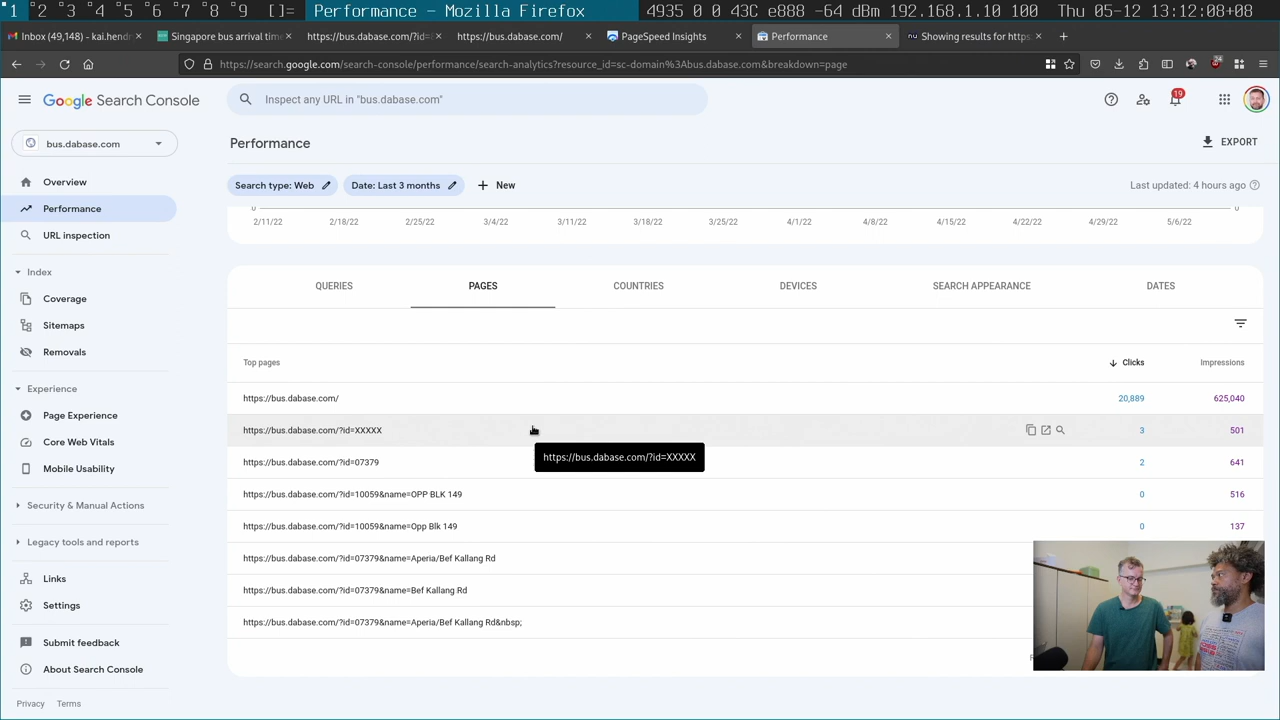 1 2 3 4 5 6 7 8 9 []= Performance — Mozilla Firefox 4935 0 0 43C e888 -64 dbm 192.168.1.10 100 Thu 05-12, 12:08+08
Inbox (49,148) - kai.hendr × Singapore bus arrival time https://bus.dabase.com/?id= × https://bus.dabase.com/ × PageSpeed Insights × Performance × Showing results for https: ×
https://search.google.com/search-console/performance/search-analytics?resource_id=sc-domain%3Abus.dabase.com&breakdown=page
Google Search Console
Inspect any URL in "bus.dabase.com"
19
bus.dabase.com
Performance
EXPORT
Search type: Web
Date: Last 3 months
+ New
Last updated: 4 hours ago
Overview
Performance
URL inspection
Index
Coverage
Sitemaps
Removals
Experience
Page Experience
Core Web Vitals
Mobile Usability
Security & Manual Actions
Legacy tools and reports
Links
Settings
Submit feedback
About Search Console
Privacy Terms
0 0
2/11/22 2/18/22 2/25/22 3/4/22 3/11/22 3/18/22 3/25/22 4/1/22 4/8/22 4/15/22 4/22/22 4/29/22 5/6/22
QUERIES PAGES COUNTRIES DEVICES SEARCH APPEARANCE DATES
Top pages Clicks Impressions
https://bus.dabase.com/ 20,889 625,040
https://bus.dabase.com/?id=XXXXX 3 501
https://bus.dabase.com/?id=XXXXX
https://bus.dabase.com/?id=07379 2 641
https://bus.dabase.com/?id=10059&name=OPP BLK 149 0 516
https://bus.dabase.com/?id=10059&name=Opp Blk 149 0 137
https://bus.dabase.com/?id=07379&name=Aperia/Bef Kallang Rd
https://bus.dabase.com/?id=07379&name=Bef Kallang Rd
https://bus.dabase.com/?id=07379&name=Aperia/Bef Kallang Rd&nbsp;